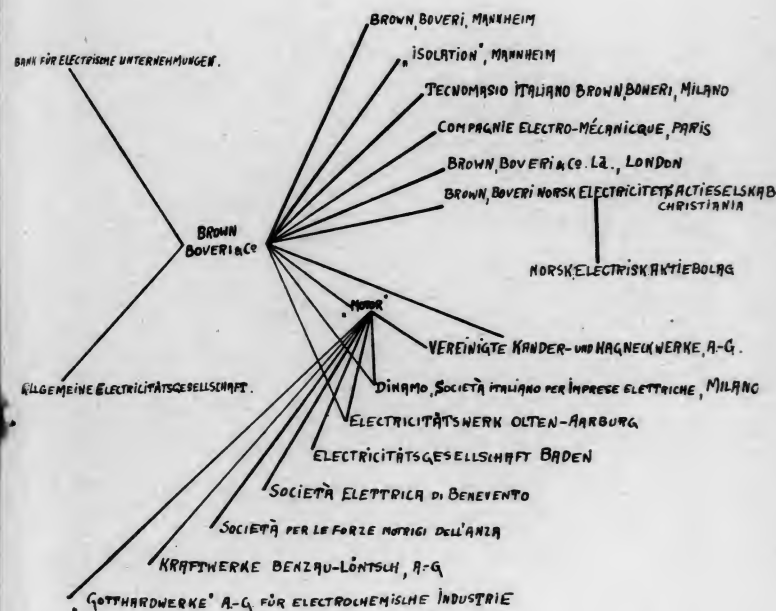 BROWN, BOVERI, MANNHEIM
BANK FÜR ELECTRISCHE UNTERNEHMUNGEN.
„ISOLATION“, MANNHEIM
TECNOMASIO ITALIANO BROWN, BOWERI, MILANO
COMPAGNIE ELECTRO-MÉCANICQUE, PARIS
BROWN, BOVERI & CO. Ld., LONDON
BROWN, BOVERI NORSK ELECTRICITETS ACTIESELSKAB
CHRISTIANIA
BROWN
BOVERI & Co
NORSK ELECTRISK AKTIEBOLAG
„MOTOR“
VEREINIGTE KANDER- UND HAGNECKWERKE, A-G.
ALLGEMEINE ELECTRICITÄTSGESELLSCHAFT.
DINAMO, SOCIETÀ ITALIANO PER IMPRESE ELETTRICHE, MILANO
ELECTRICITÄTSWERK OLTEN-AARBURG
ELECTRICITÄTSGESELLSCHAFT BADEN
SOCIETÀ ELETTRICA DI BENEVENTO
SOCIETÀ PER LE FORZE MOTRIGI DELL'ANZA
KRAFTWERKE BENZAU-LÖNTSCH, A-G
„GOTTHARDWERKE“ A-G FÜR ELECTROCHEMISCHE INDUSTRIE